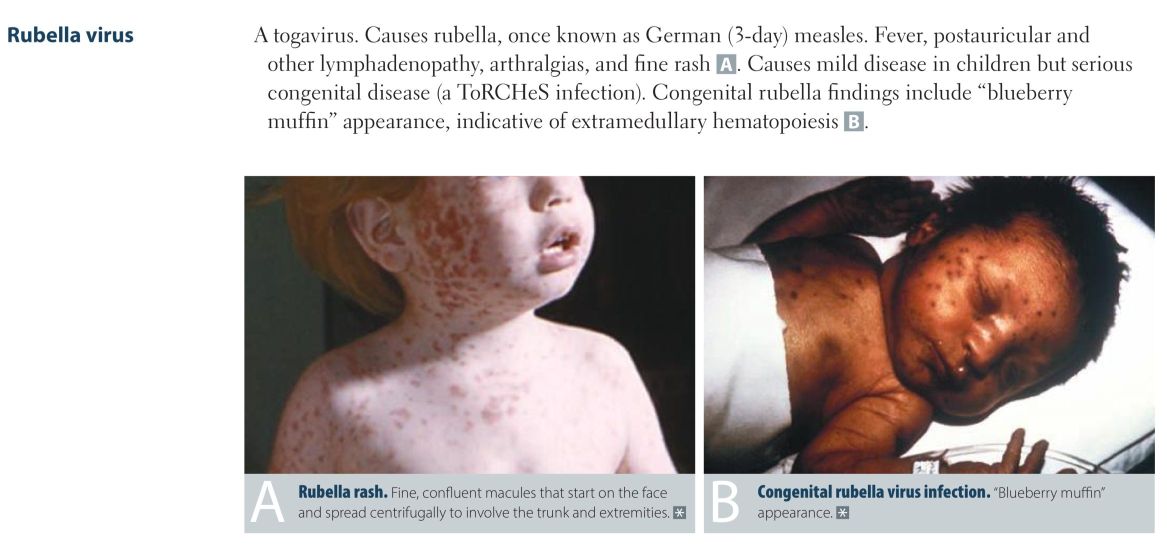 Rubella virus
A togavirus. Causes rubella, once known as German (3-day) measles. Fever, postauricular and
other lymphadenopathy, arthralgias, and fine rash A. Causes mild disease in children but serious
congenital disease (a ToRCHeS infection). Congenital rubella findings include “blueberry
muffin” appearance, indicative of extramedullary hematopoiesis B.
A
Rubella rash. Fine, confluent macules that start on the face
and spread centrifugally to involve the trunk and extremities. *
B
Congenital rubella virus infection. “Blueberry muffin”
appearance. *